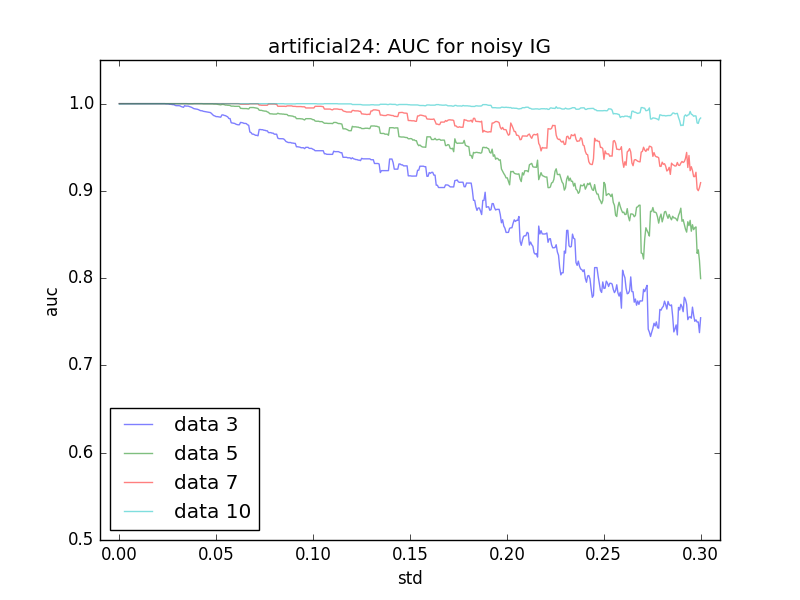 artificial24: AUC for noisy IG
1.0
0.9
0.8
0.7
0.6
0.5
auc
data 3
data 5
data 7
data 10
0.00 0.05 0.10 0.15 0.20 0.25 0.30
std